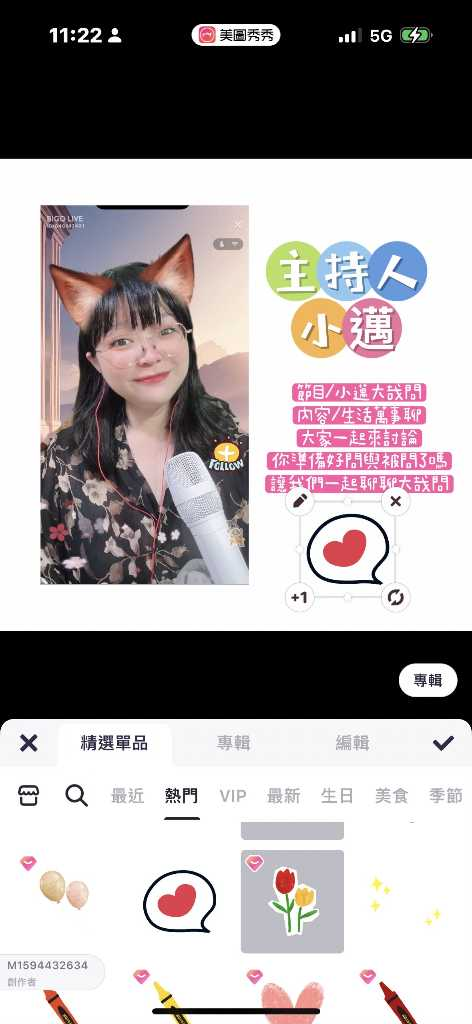 11:22
美圖秀秀
5G
BIGO LIVE
主持人
小邁
節目/小邁大哉問
內容/生活萬事聊
大家一起來討論
你準備好問與被問了嗎
讓我們一起聊聊大哉問
FOLLOW
+1
專輯
精選單品
專輯
編輯
最近
熱門
VIP
最新
生日
美食
季節
M1594432634
創作者